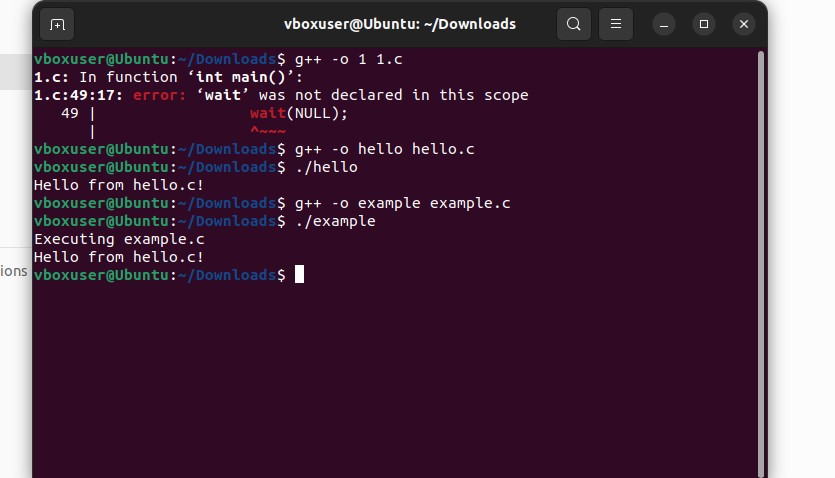 vboxuser@Ubuntu: ~/Downloads
vboxuser@Ubuntu:~/Downloads$ g++ -o 1 1.c
1.c: In function ‘int main()’:
1.c:49:17: error: ‘wait’ was not declared in this scope
   49 |                 wait(NULL);
      |                 ^~~~
vboxuser@Ubuntu:~/Downloads$ g++ -o hello hello.c
vboxuser@Ubuntu:~/Downloads$ ./hello
Hello from hello.c!
vboxuser@Ubuntu:~/Downloads$ g++ -o example example.c
vboxuser@Ubuntu:~/Downloads$ ./example
Executing example.c
Hello from hello.c!
ions
vboxuser@Ubuntu:~/Downloads$